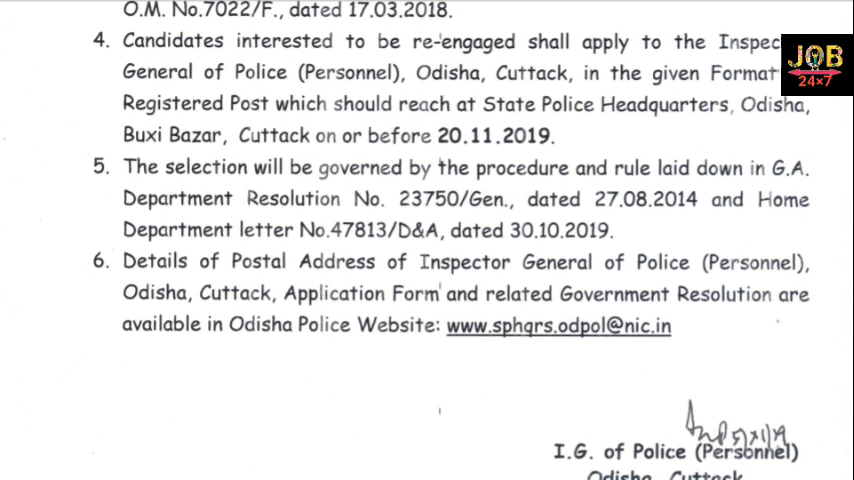 O.M. No.7022/F., dated 17.03.2018.
4. Candidates interested to be re-engaged shall apply to the Inspec
JOB
24×7
General of Police (Personnel), Odisha, Cuttack, in the given Format
Registered Post which should reach at State Police Headquarters, Odisha,
Buxi Bazar, Cuttack on or before 20.11.2019.
5. The selection will be governed by the procedure and rule laid down in G.A.
Department Resolution No. 23750/Gen., dated 27.08.2014 and Home
Department letter No.47813/D&A, dated 30.10.2019.
6. Details of Postal Address of Inspector General of Police (Personnel),
Odisha, Cuttack, Application Form and related Government Resolution are
available in Odisha Police Website: www.sphqrs.odpol@nic.in
I.G. of Police (Personnel)
Odisha, Cuttack